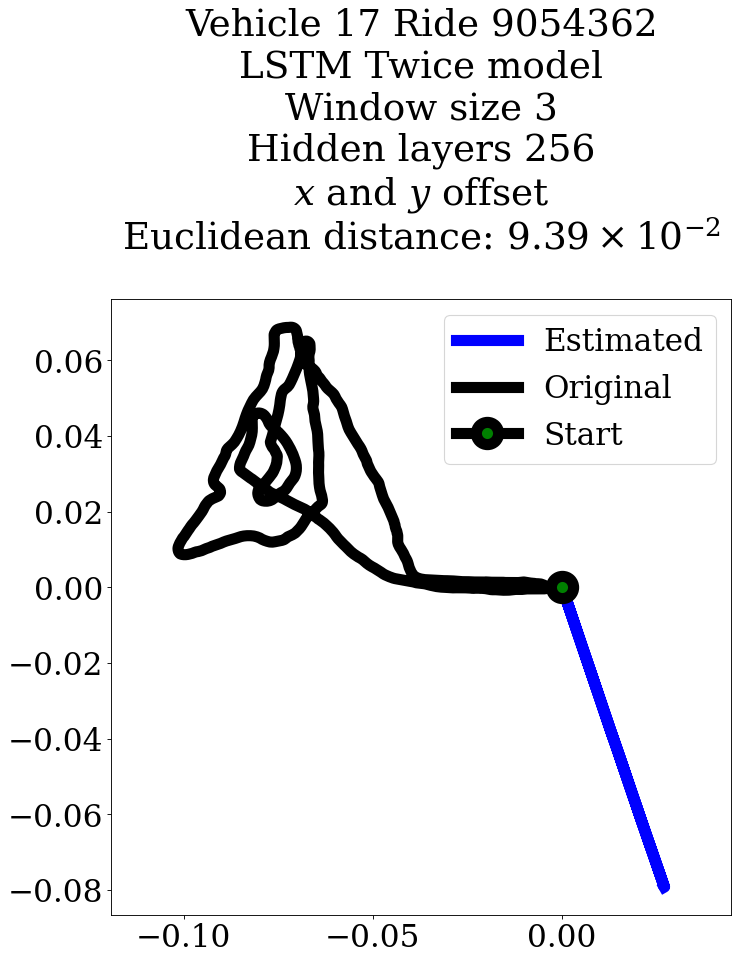 Vehicle 17 Ride 9054362
LSTM Twice model
Window size 3
Hidden layers 256
x and y offset
Euclidean distance: 9.39 × 10⁻²
Estimated
Original
Start
0.06
0.04
0.02
0.00
−0.02
−0.04
−0.06
−0.08
−0.10
−0.05
0.00